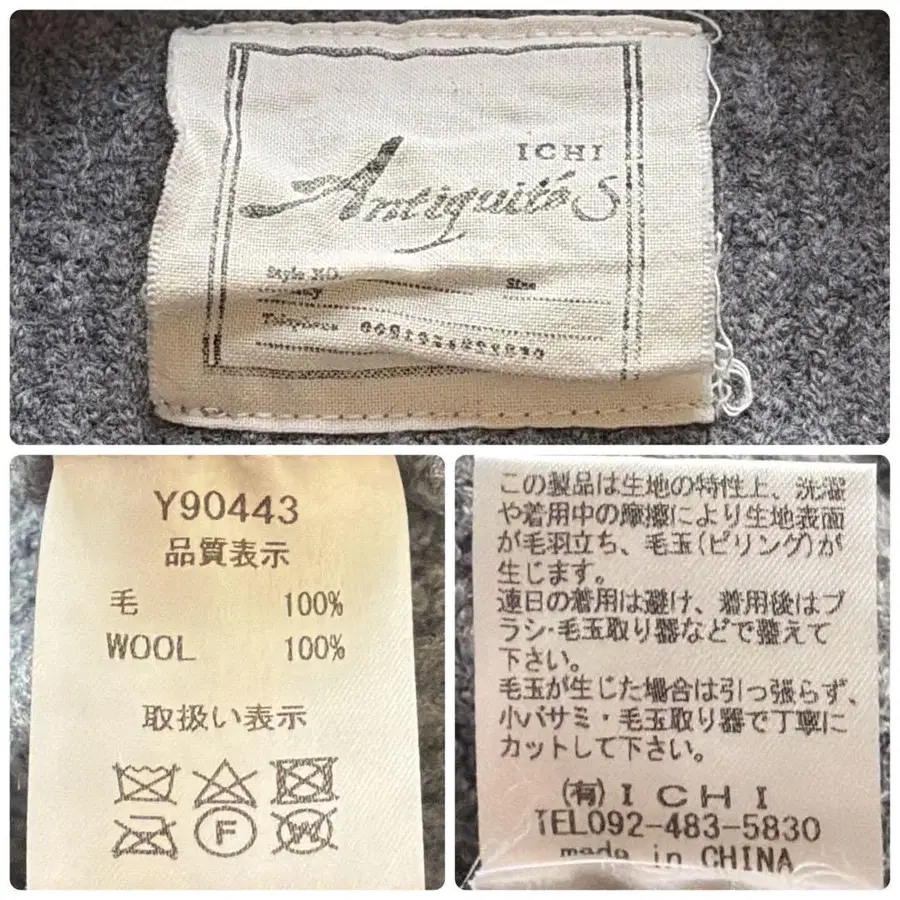 ICHI
Antiquités
Style NO. Size
Telephone
Y90443
品質表示
毛 100%
WOOL 100%
取扱い表示
F
W
この製品は生地の特性上、洗濯
や着用中の摩擦により生地表面
が毛羽立ち、毛玉(ピリング)が
生じます。
連日の着用は避け、着用後はブ
ラシ・毛玉取り器などで整えて
下さい。
毛玉が生じた場合は引っ張らず、
小バサミ・毛玉取り器で丁寧に
カットして下さい。
(有)ICHI
TEL092-483-5830
made in CHINA